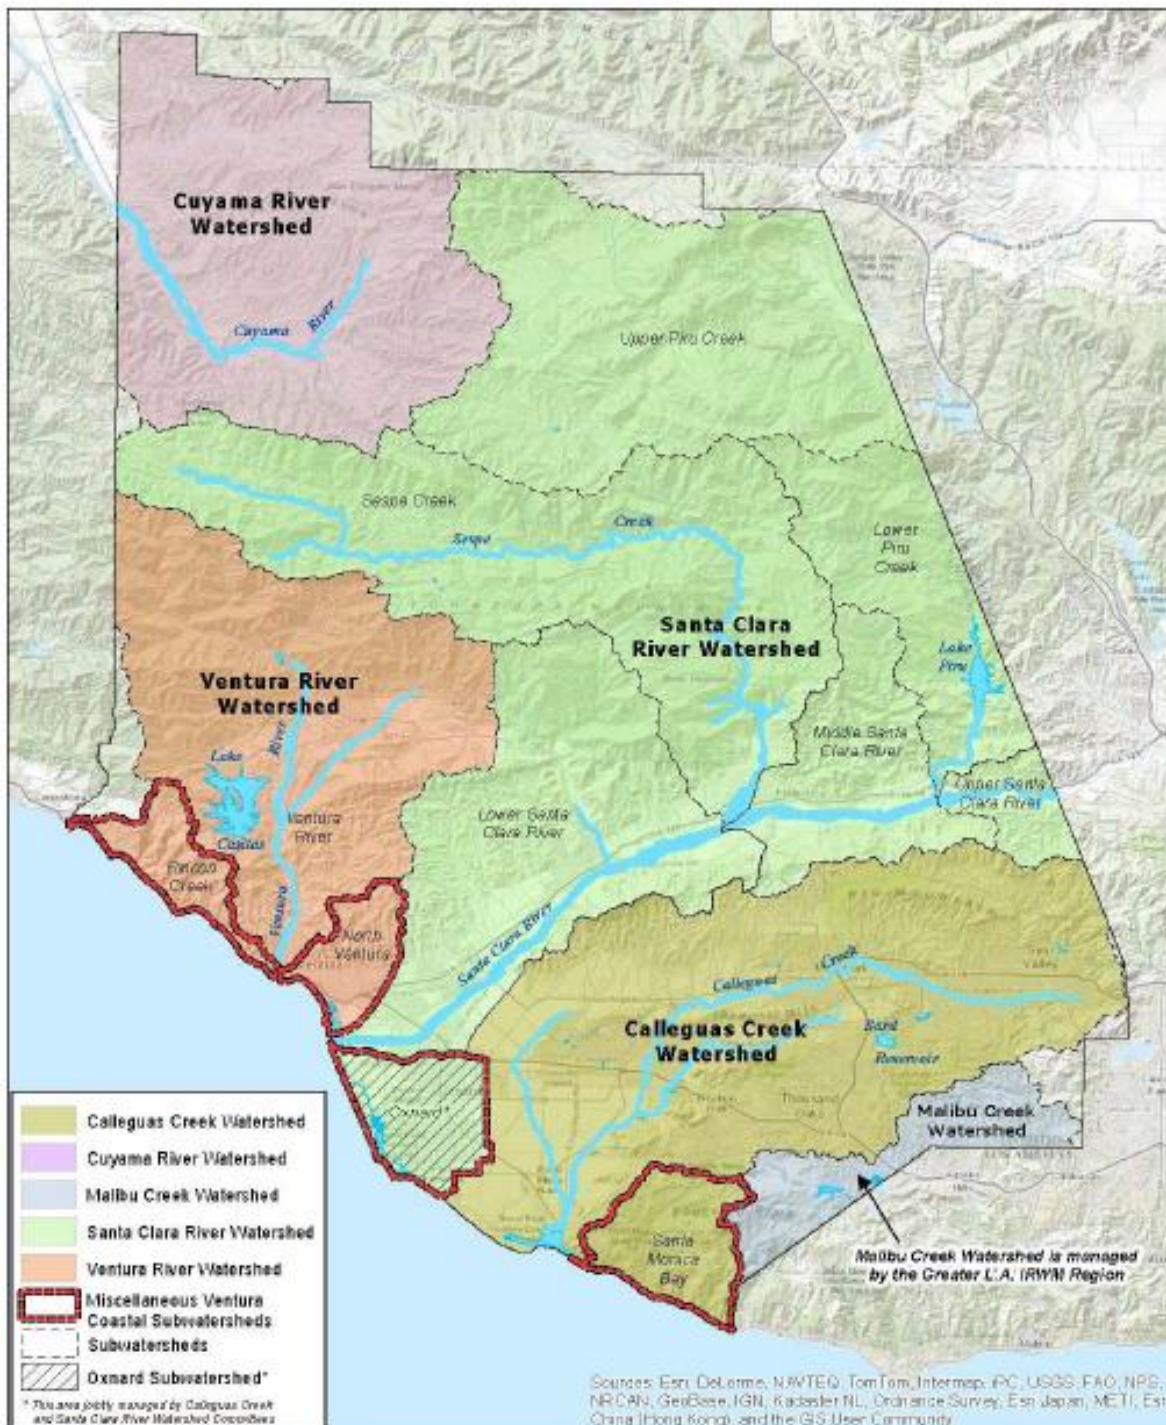 Cuyama River
Watershed
Cuyama
River
Upper Piru Creek
Sespe Creek
Sespe
Creek
Lower
Piru
Creek
Santa Clara
River Watershed
Lake
Piru
Ventura River
Watershed
River
Lake
Casitas
Ventura
River
Ventura
Middle Santa
Clara River
Upper Santa
Clara River
Lower Santa
Clara River
Rincon
Creek
North
Ventura
Santa Clara River
Calleguas
Creek
Calleguas Creek
Watershed
Bard
Reservoir
Valley
Thousand
Oxnard*
Malibu Creek
Watershed
Santa
Monica
Bay
Malibu Creek Watershed is managed
by the Greater L.A. IRWM Region
Calleguas Creek Watershed
Cuyama River Watershed
Malibu Creek Watershed
Santa Clara River Watershed
Ventura River Watershed
Miscellaneous Ventura
Coastal Subwatersheds
Subwatersheds
Oxnard Subwatershed*
* This area jointly managed by Calleguas Creek
and Santa Clara River Watershed Committees
Sources: Esri, DeLorme, NAVTEQ, TomTom, Intermap, iPC, USGS, FAO, NPS,
NRCAN, GeoBase, IGN, Kadaster NL, Ordnance Survey, Esri Japan, METI, Esri
China (Hong Kong), and the GIS User Community